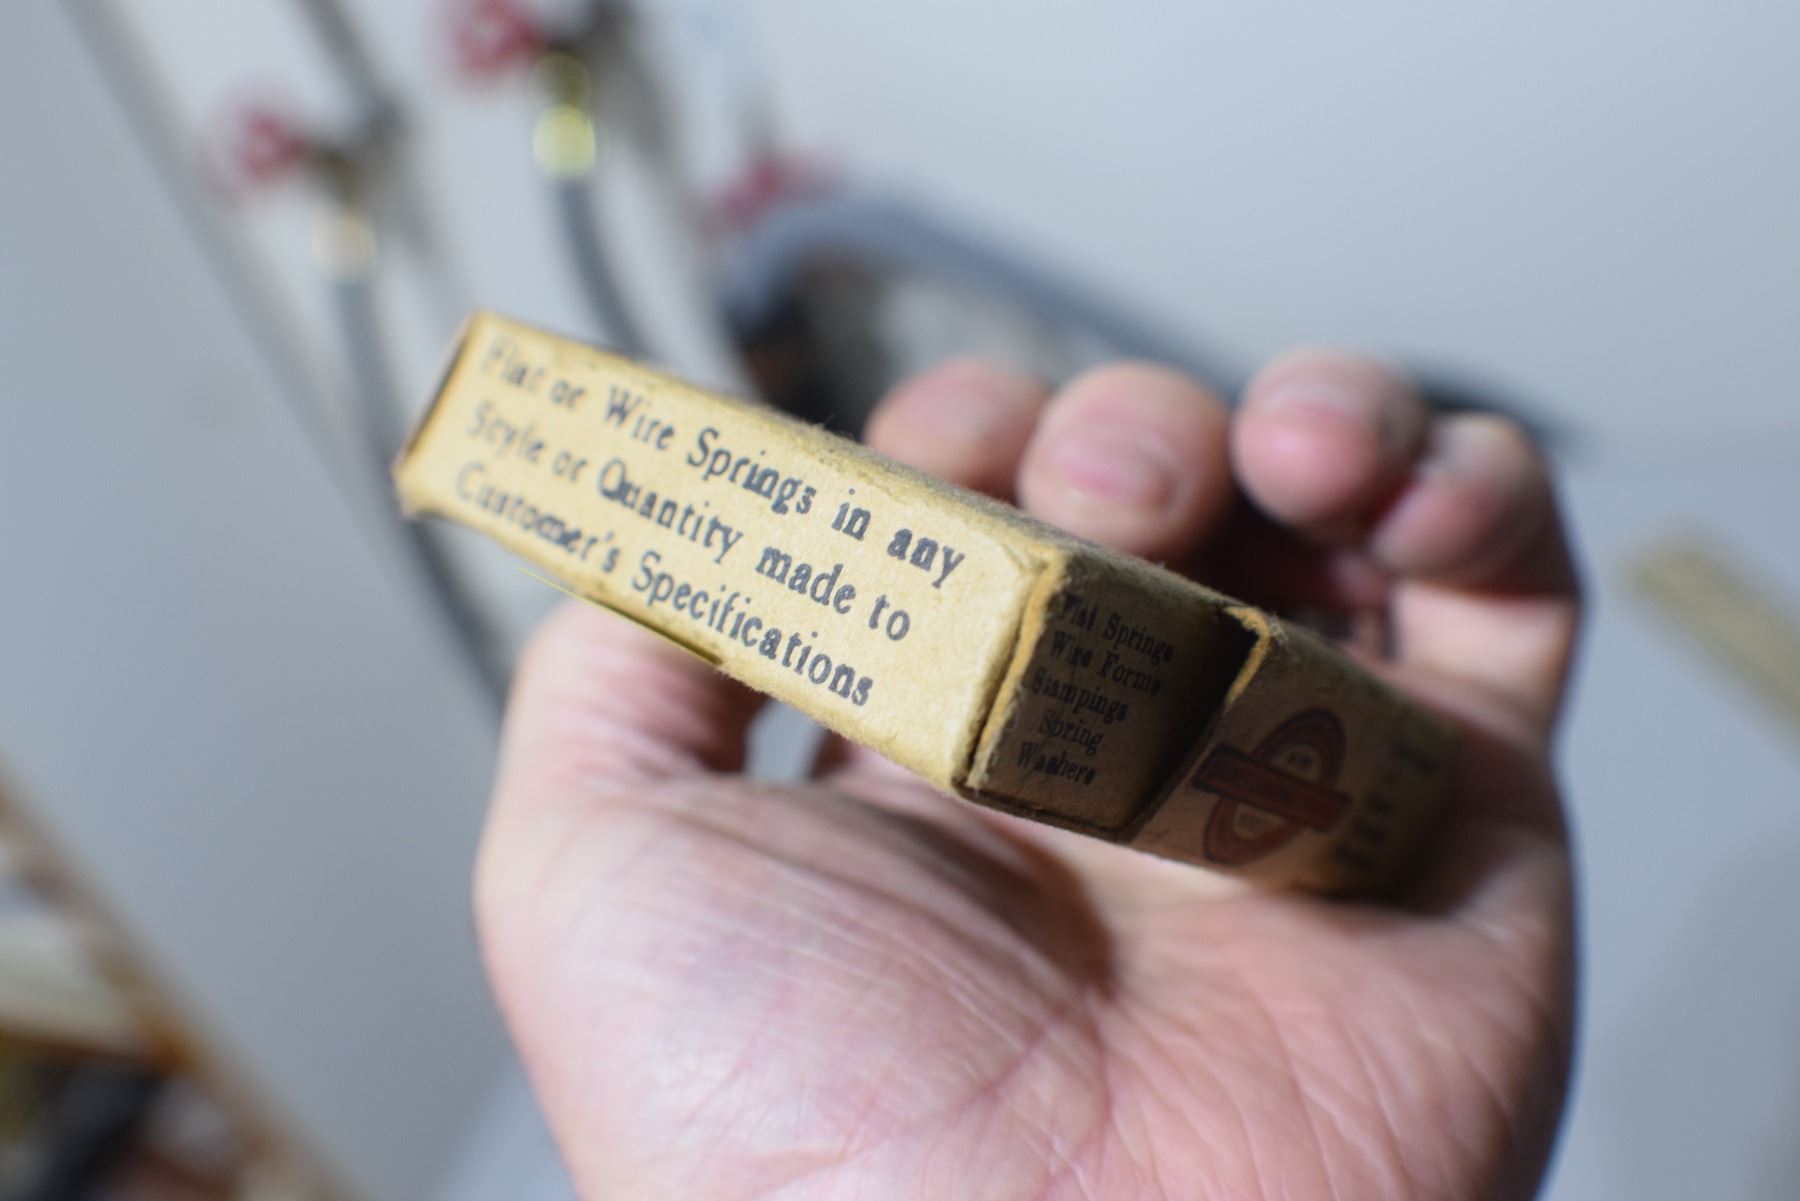 Flat or Wire Springs in any
Style or Quantity made to
Customer's Specifications
Flat Springs
Wire Forms
Stampings
Spring
Washers